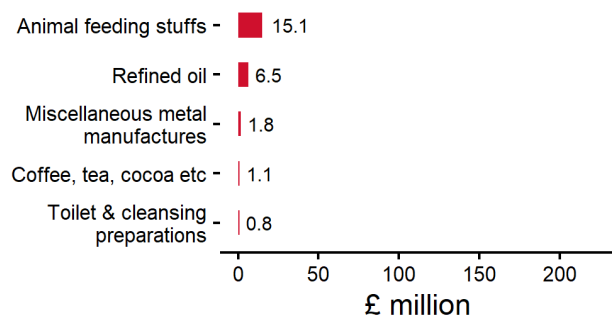 Animal feeding stuffs
15.1
Refined oil
6.5
Miscellaneous metal
manufactures
1.8
Coffee, tea, cocoa etc
1.1
Toilet & cleansing
preparations
0.8
0 50 100 150 200
£ million